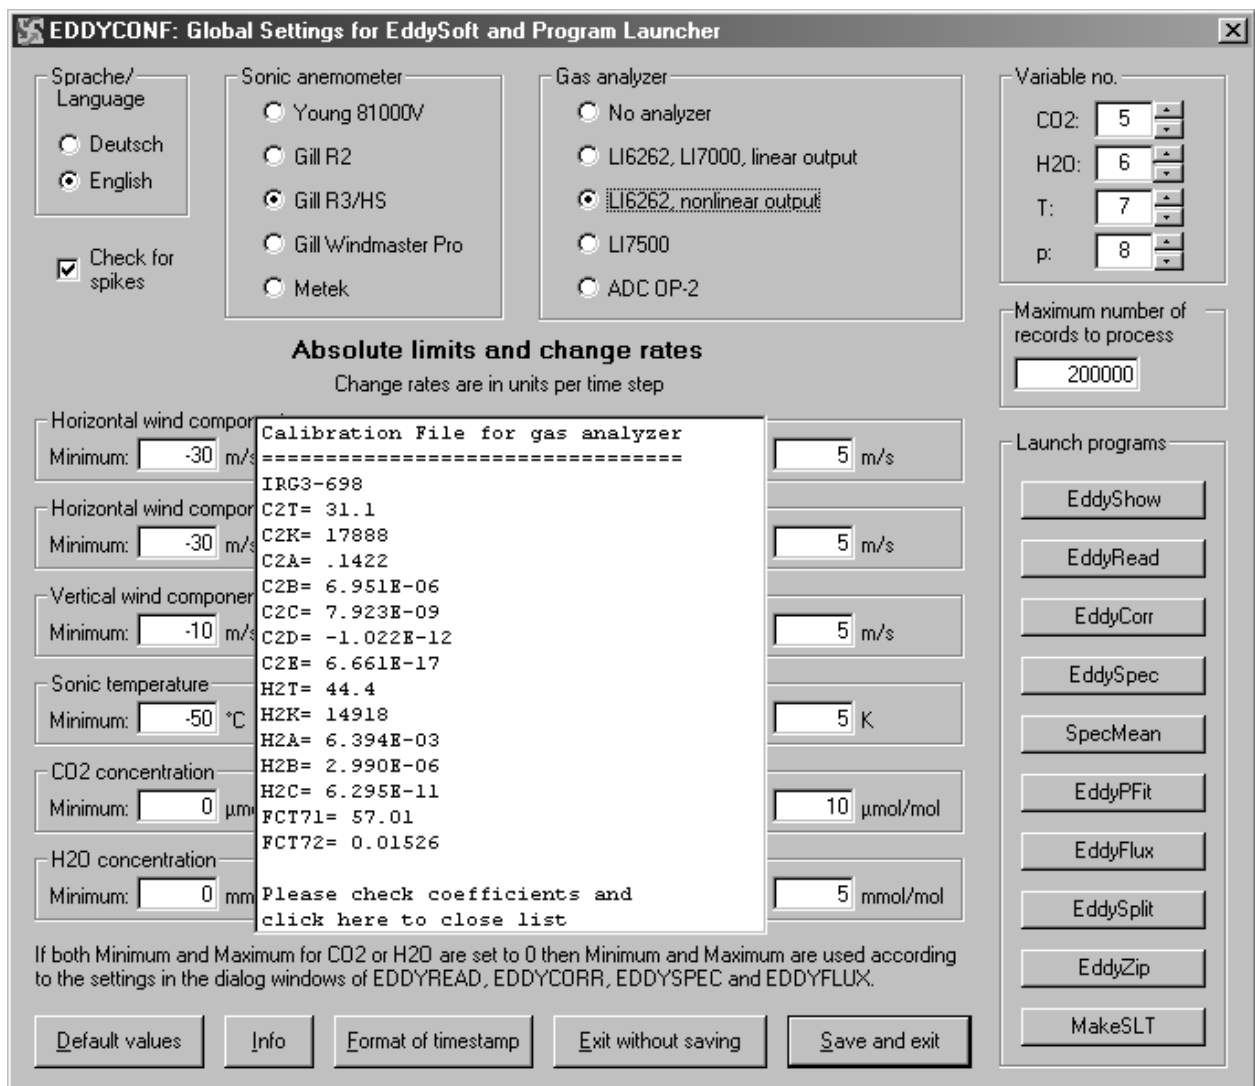 EDDYCONF: Global Settings for EddySoft and Program Launcher
Sprache/
Language
Deutsch
English
Check for
spikes
Sonic anemometer
Young 81000V
Gill R2
Gill R3/HS
Gill Windmaster Pro
Metek
Gas analyzer
No analyzer
LI6262, LI7000, linear output
LI6262, nonlinear output
LI7500
ADC OP-2
Variable no.
CO2: 5
H2O: 6
T: 7
p: 8
Maximum number of
records to process
200000
Absolute limits and change rates
Change rates are in units per time step
Horizontal wind compon
Minimum: -30 m/s
5 m/s
Horizontal wind compon
Minimum: -30 m/s
5 m/s
Vertical wind componen
Minimum: -10 m/s
5 m/s
Sonic temperature
Minimum: -50 °C
5 K
CO2 concentration
Minimum: 0 µmo
10 µmol/mol
H2O concentration
Minimum: 0 mm
5 mmol/mol
Calibration File for gas analyzer
=================================
IRG3-698
C2T= 31.1
C2K= 17888
C2A= .1422
C2B= 6.951E-06
C2C= 7.923E-09
C2D= -1.022E-12
C2E= 6.661E-17
H2T= 44.4
H2K= 14918
H2A= 6.394E-03
H2B= 2.990E-06
H2C= 6.295E-11
FCT71= 57.01
FCT72= 0.01526
Please check coefficients and
click here to close list
Launch programs
EddyShow
EddyRead
EddyCorr
EddySpec
SpecMean
EddyPFit
EddyFlux
EddySplit
EddyZip
MakeSLT
If both Minimum and Maximum for CO2 or H2O are set to 0 then Minimum and Maximum are used according
to the settings in the dialog windows of EDDYREAD, EDDYCORR, EDDYSPEC and EDDYFLUX.
Default values
Info
Format of timestamp
Exit without saving
Save and exit